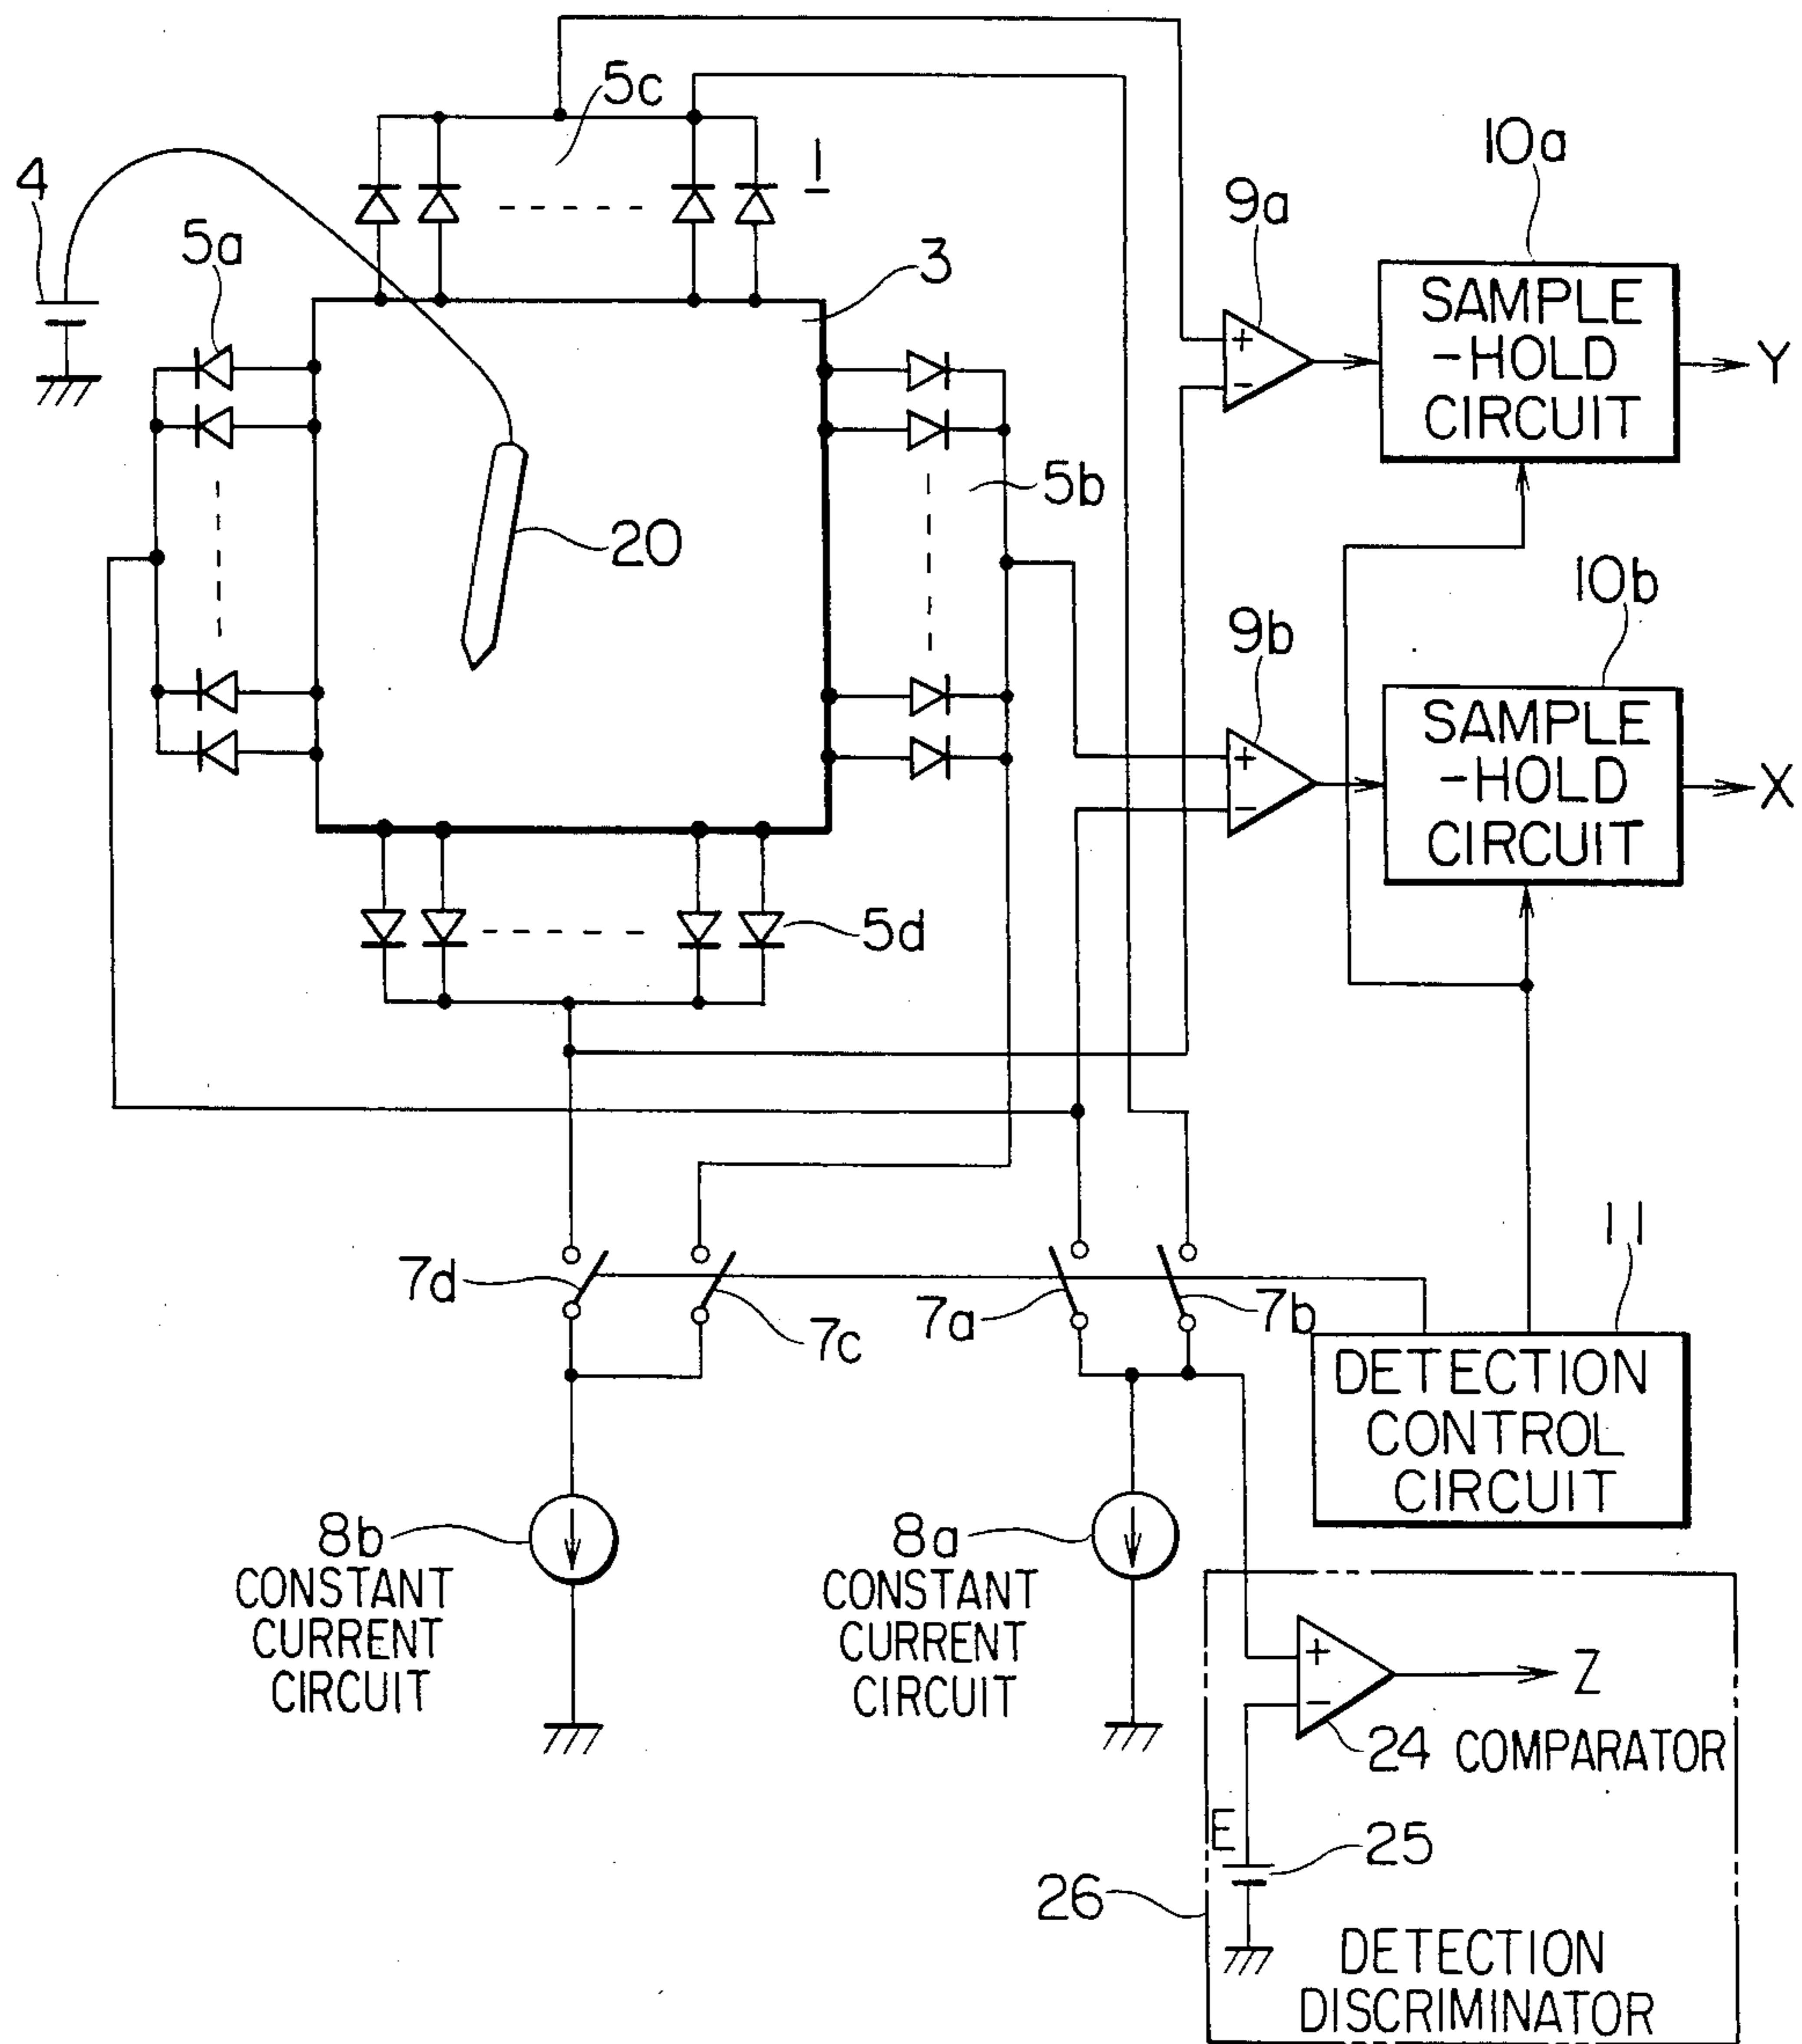 5c
1
10a
4
9a
5a
3
SAMPLE
-HOLD
CIRCUIT
+
-
Y
5b
20
10b
9b
SAMPLE
-HOLD
CIRCUIT
+
-
X
5d
11
7d
7c
7a
7b
DETECTION
CONTROL
CIRCUIT
8b
CONSTANT
CURRENT
CIRCUIT
8a
CONSTANT
CURRENT
CIRCUIT
+
-
Z
24 COMPARATOR
E
25
26
DETECTION
DISCRIMINATOR